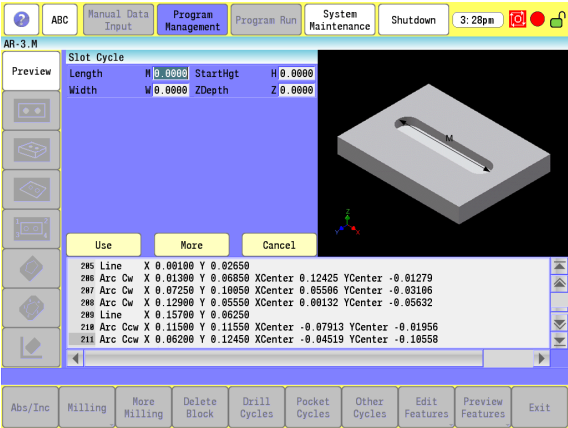 ? ABC Manual Data Input Program Management Program Run System Maintenance Shutdown 3:28pm
AR-3.M
Preview
Slot Cycle
Length M 0.0000 StartHgt H 0.0000
Width W 0.0000 ZDepth Z 0.0000
M
Z
Y X
Use More Cancel
205 Line X 0.00100 Y 0.02650
206 Arc Cw X 0.01300 Y 0.06850 XCenter 0.12425 YCenter -0.01279
207 Arc Cw X 0.07250 Y 0.10050 XCenter 0.05506 YCenter -0.03106
208 Arc Cw X 0.12900 Y 0.05550 XCenter 0.00132 YCenter -0.05632
209 Line X 0.15700 Y 0.06250
210 Arc Ccw X 0.11500 Y 0.11550 XCenter -0.07913 YCenter -0.01956
211 Arc Ccw X 0.06200 Y 0.12450 XCenter -0.04519 YCenter -0.10558
Abs/Inc Milling More Milling Delete Block Drill Cycles Pocket Cycles Other Cycles Edit Features Preview Features Exit